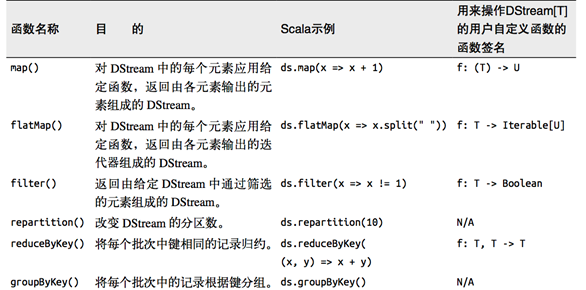 函数名称 目 的 Scala示例 用来操作DStream[T]
的用户自定义函数的
函数签名
map() 对 DStream 中的每个元素应用给 ds.map(x => x + 1) f: (T) -> U
定函数，返回由各元素输出的元
素组成的 DStream。
flatMap() 对 DStream 中的每个元素应用给 ds.flatMap(x => x.split(" ")) f: T -> Iterable[U]
定函数，返回由各元素输出的迭
代器组成的 DStream。
filter() 返回由给定 DStream 中通过筛选 ds.filter(x => x != 1) f: T -> Boolean
的元素组成的 DStream。
repartition() 改变 DStream 的分区数。 ds.repartition(10) N/A
reduceByKey() 将每个批次中键相同的记录归约。 ds.reduceByKey( f: T, T -> T
(x, y) => x + y)
groupByKey() 将每个批次中的记录根据键分组。 ds.groupByKey() N/A